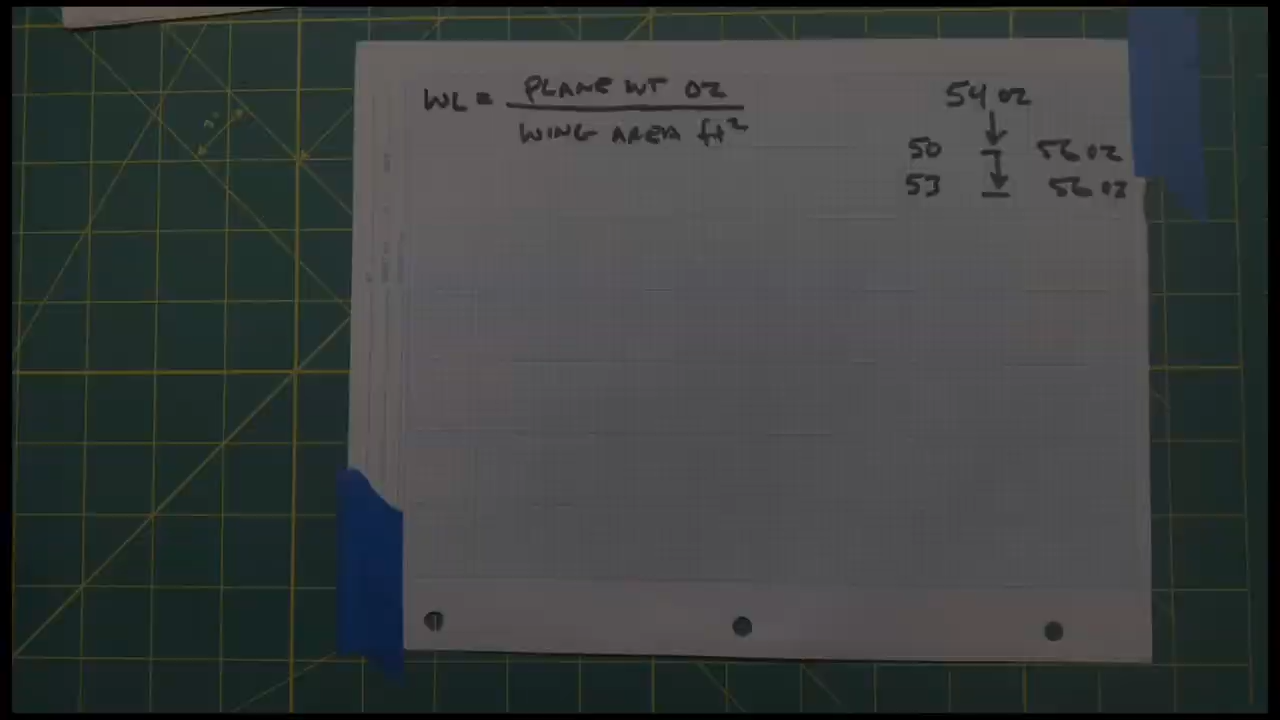 WL = PLANE WT OZ
WING AREA ft²
54 oz
50 56 oz
53 56 oz